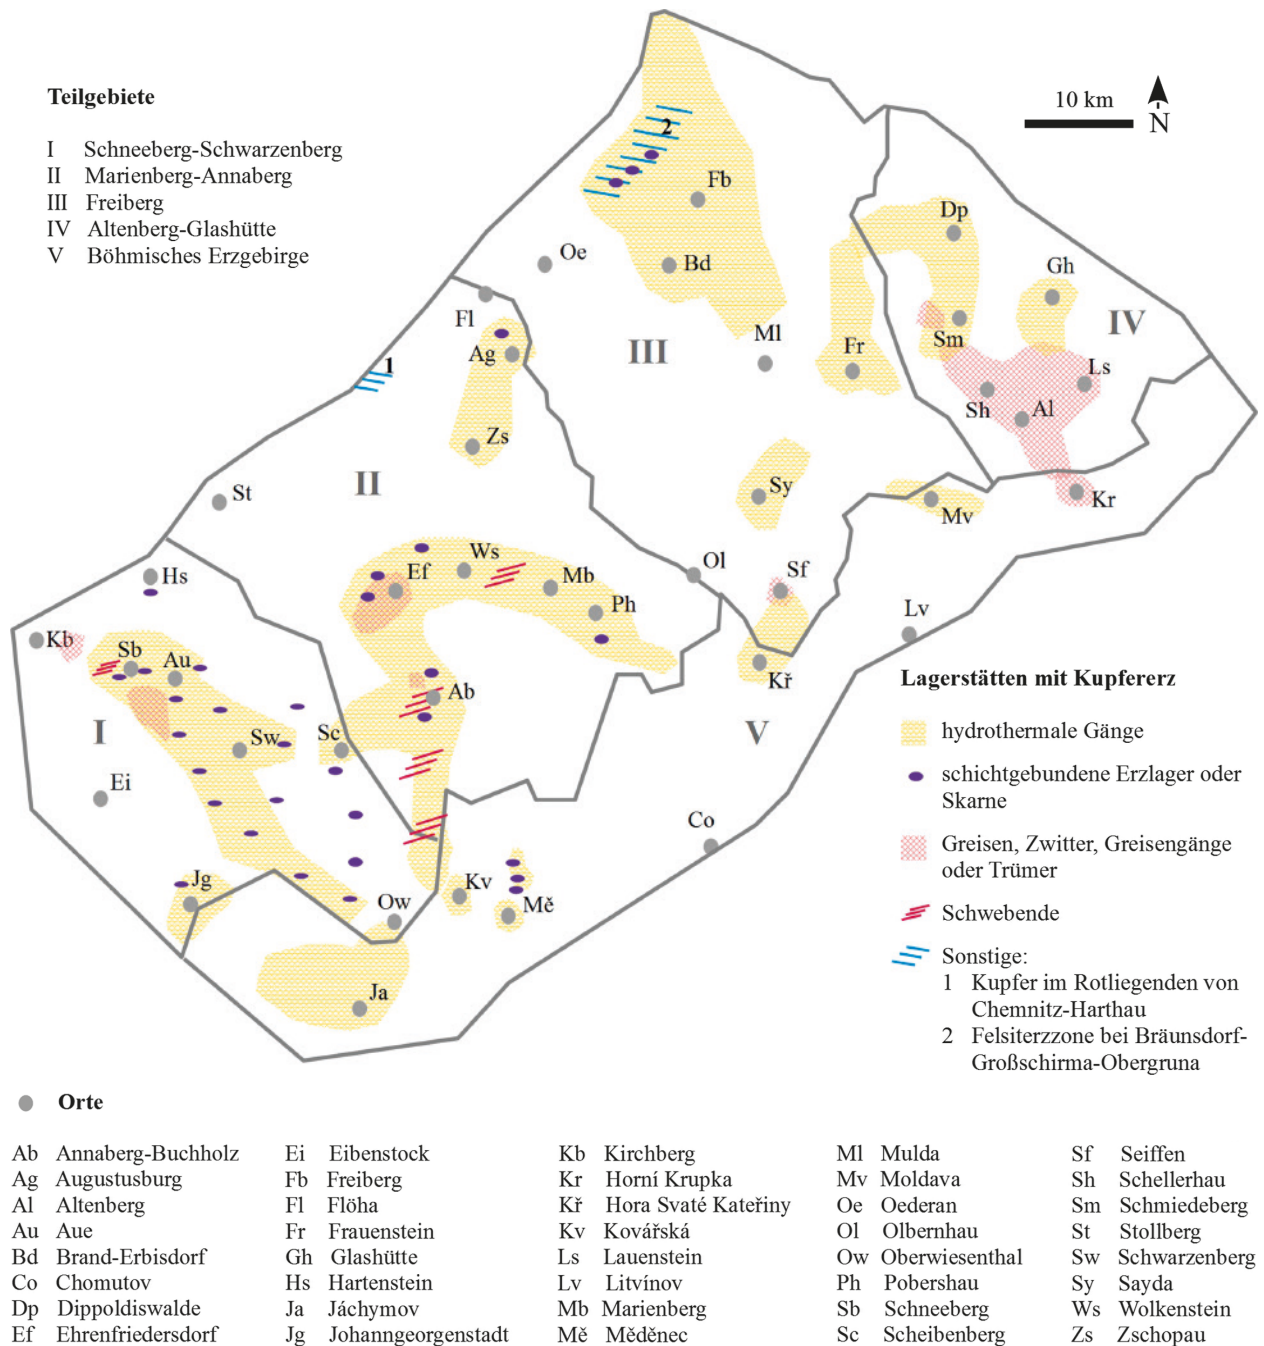 Teilgebiete
I Schneeberg-Schwarzenberg
II Marienberg-Annaberg
III Freiberg
IV Altenberg-Glashütte
V Böhmisches Erzgebirge
10 km
N
2
Fb
Dp
Oe
Bd
Gh
Fl
IV
Ml
III
Sm
Fr
Ag
1
Ls
Sh
Al
Zs
II
Sy
St
Kr
Mv
Ws
Ol
Hs
Ef
Mb
Sf
Ph
Lv
Kb
Sb
Au
Kř
Ab
I
Sc
Sw
V
Ei
Co
Jg
Kv
Ow
Mě
Ja
Lagerstätten mit Kupfererz
hydrothermale Gänge
schichtgebundene Erzlager oder
Skarne
Greisen, Zwitter, Greisengänge
oder Trümer
Schwebende
Sonstige:
1 Kupfer im Rotliegenden von
Chemnitz-Harthau
2 Felsiterzzone bei Bräunsdorf-
Großschirma-Obergruna
Orte
Ab Annaberg-Buchholz
Ag Augustusburg
Al Altenberg
Au Aue
Bd Brand-Erbisdorf
Co Chomutov
Dp Dippoldiswalde
Ef Ehrenfriedersdorf
Ei Eibenstock
Fb Freiberg
Fl Flöha
Fr Frauenstein
Gh Glashütte
Hs Hartenstein
Ja Jáchymov
Jg Johanngeorgenstadt
Kb Kirchberg
Kr Horní Krupka
Kř Hora Svaté Kateřiny
Kv Kovářská
Ls Lauenstein
Lv Litvínov
Mb Marienberg
Mě Měděnec
Ml Mulda
Mv Moldava
Oe Oederan
Ol Olbernhau
Ow Oberwiesenthal
Ph Pobershau
Sb Schneeberg
Sc Scheibenberg
Sf Seiffen
Sh Schellerhau
Sm Schmiedeberg
St Stollberg
Sw Schwarzenberg
Sy Sayda
Ws Wolkenstein
Zs Zschopau